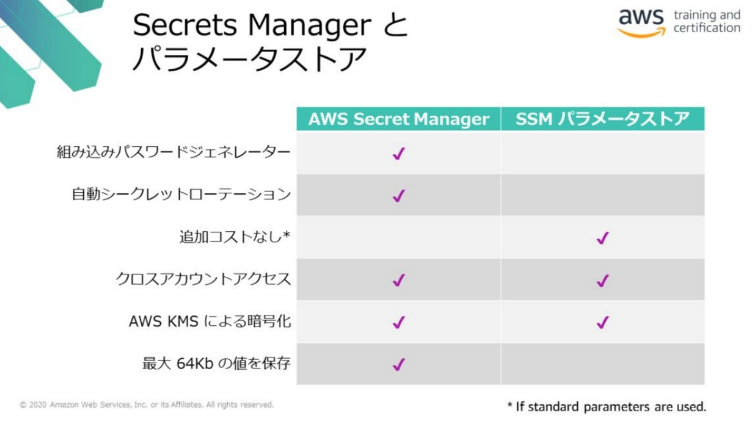 Secrets Manager と
パラメータストア
aws training and
certification
AWS Secret Manager SSM パラメータストア
組み込みパスワードジェネレーター ✓
自動シークレットローテーション ✓
追加コストなし* ✓
クロスアカウントアクセス ✓ ✓
AWS KMS による暗号化 ✓ ✓
最大 64Kb の値を保存 ✓
© 2020 Amazon Web Services, Inc. or its Affiliates. All rights reserved.
* If standard parameters are used.